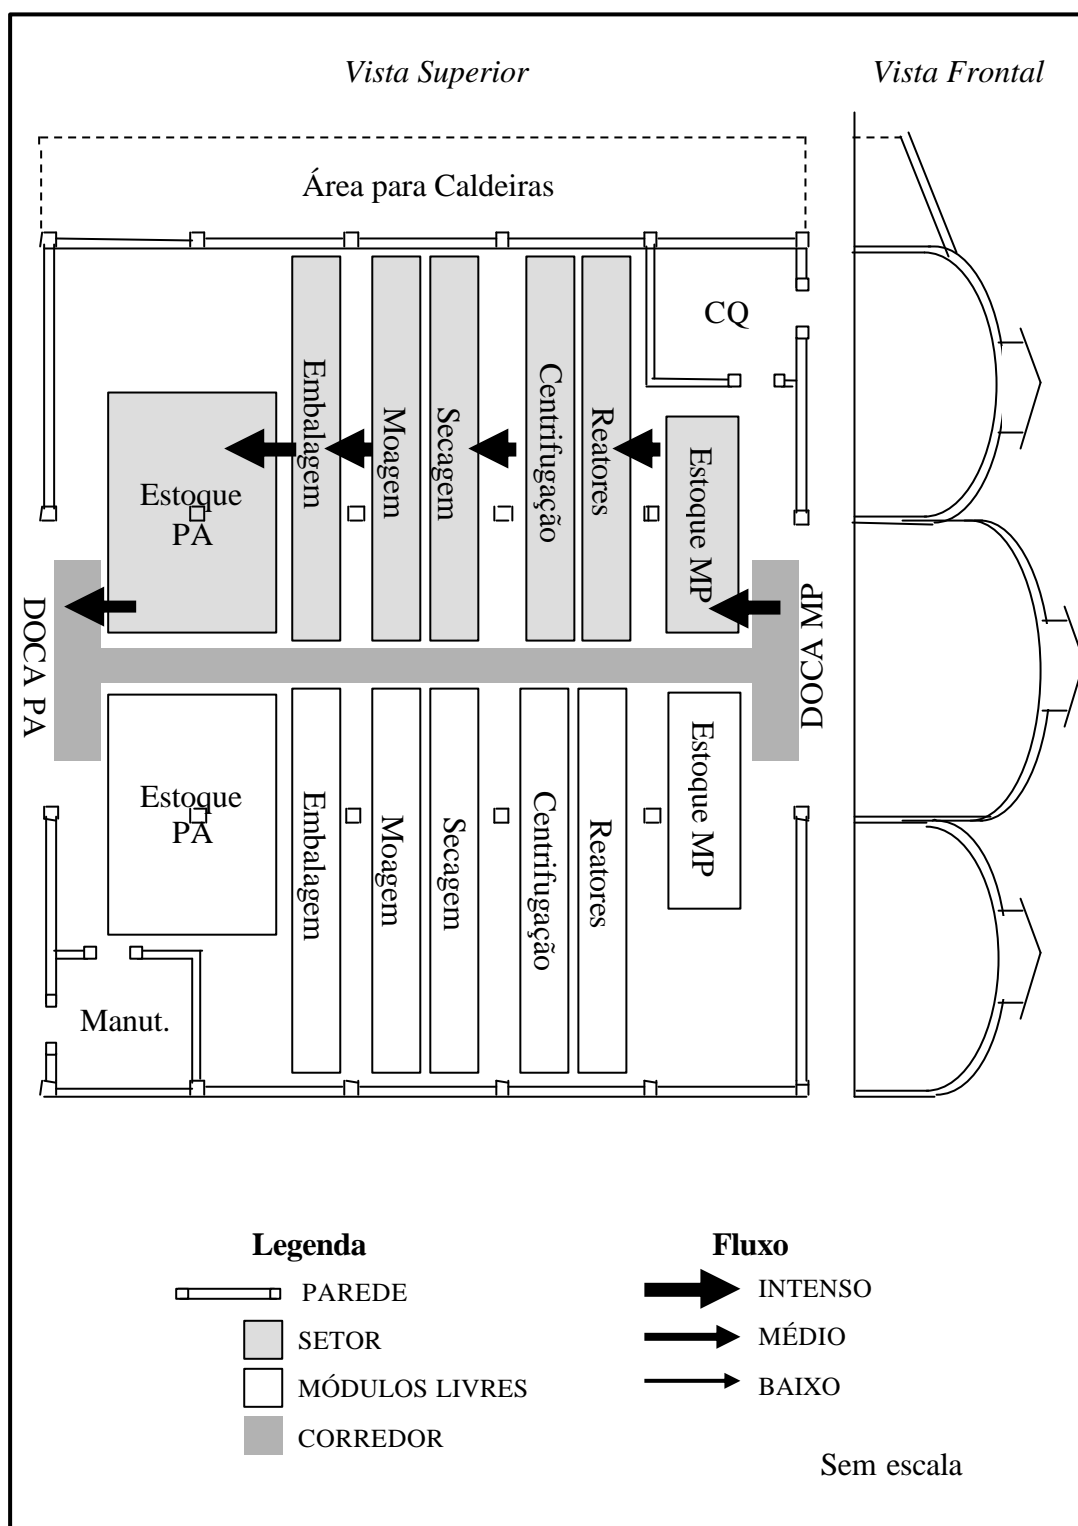 Vista Superior
Vista Frontal
Área para Caldeiras
CQ
Embalagem
Moagem
Secagem
Centrifugação
Reatores
Estoque MP
Estoque
PA
DOCA PA
DOCA MP
Estoque
PA
Embalagem
Moagem
Secagem
Centrifugação
Reatores
Estoque MP
Manut.
Legenda
PAREDE
SETOR
MÓDULOS LIVRES
CORREDOR
Fluxo
INTENSO
MÉDIO
BAIXO
Sem escala